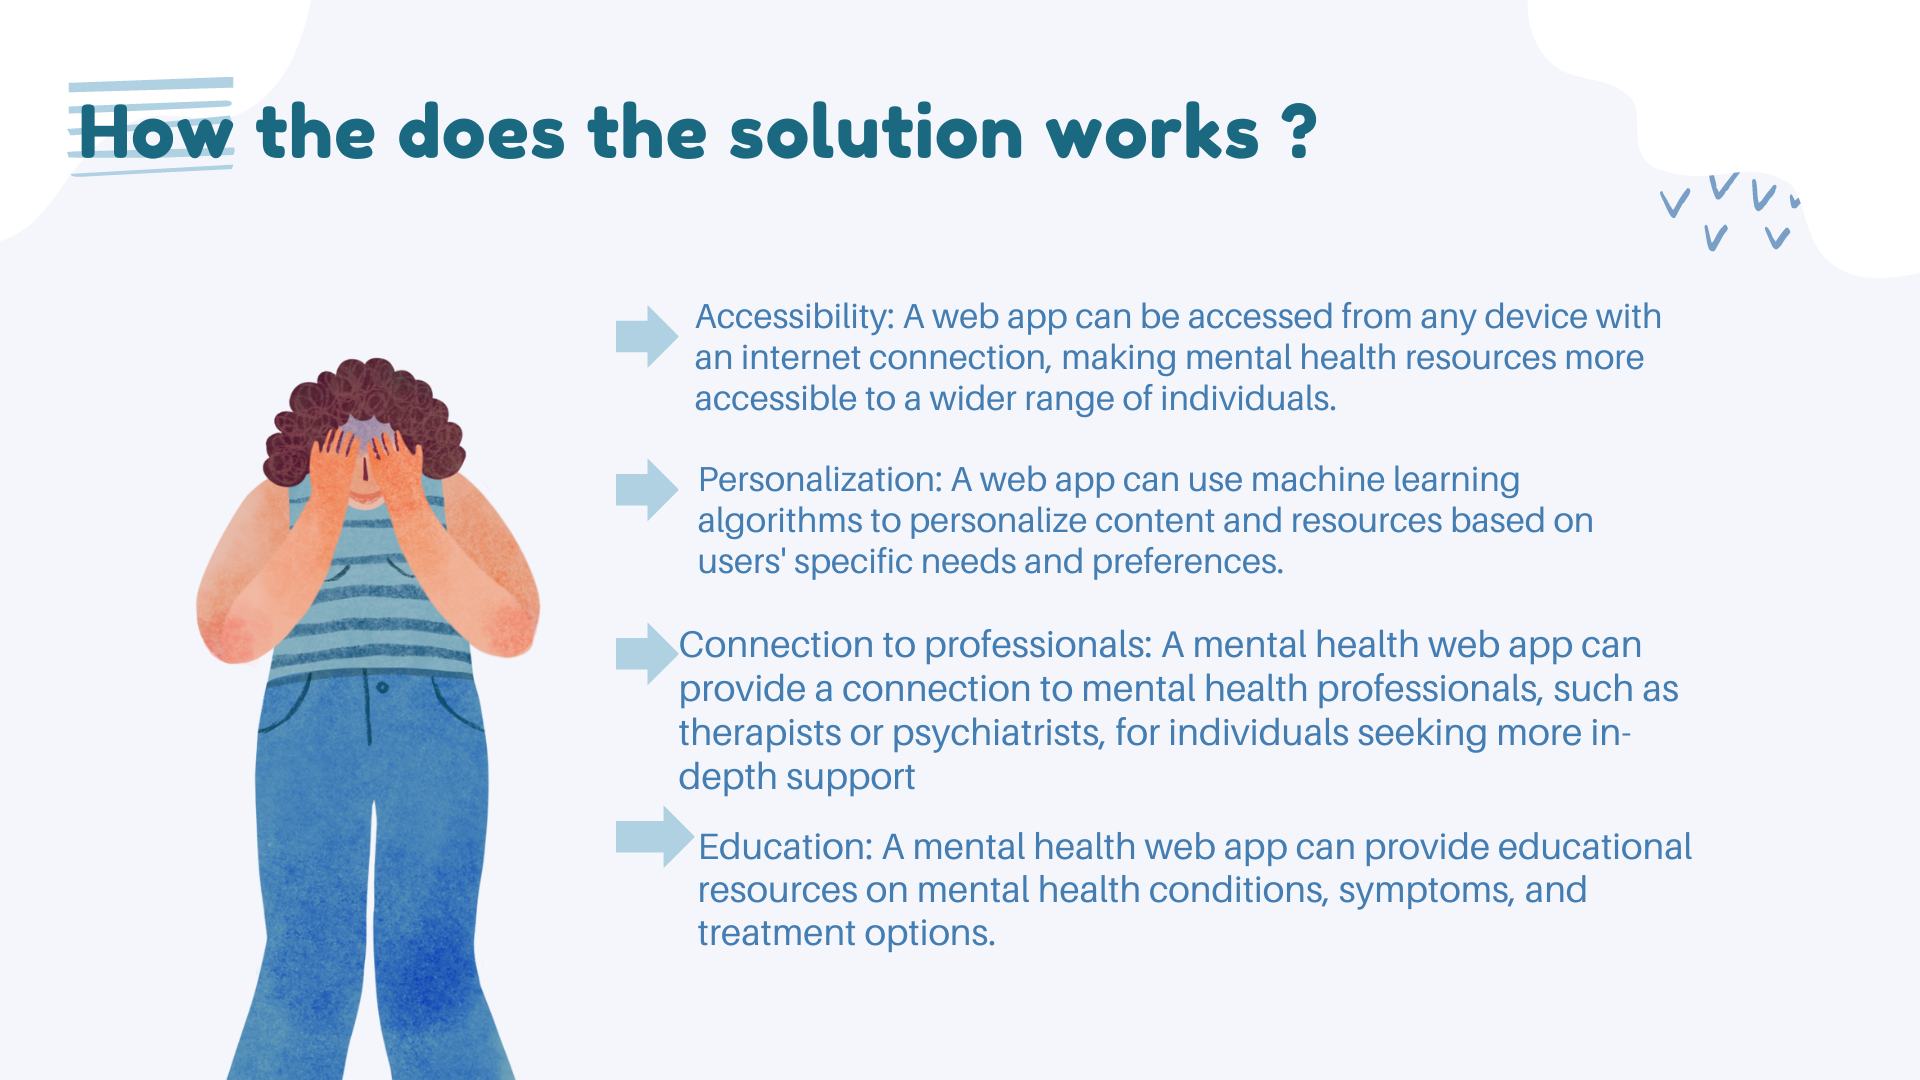 How the does the solution works ?
Accessibility: A web app can be accessed from any device with
an internet connection, making mental health resources more
accessible to a wider range of individuals.
Personalization: A web app can use machine learning
algorithms to personalize content and resources based on
users' specific needs and preferences.
Connection to professionals: A mental health web app can
provide a connection to mental health professionals, such as
therapists or psychiatrists, for individuals seeking more in-
depth support
Education: A mental health web app can provide educational
resources on mental health conditions, symptoms, and
treatment options.